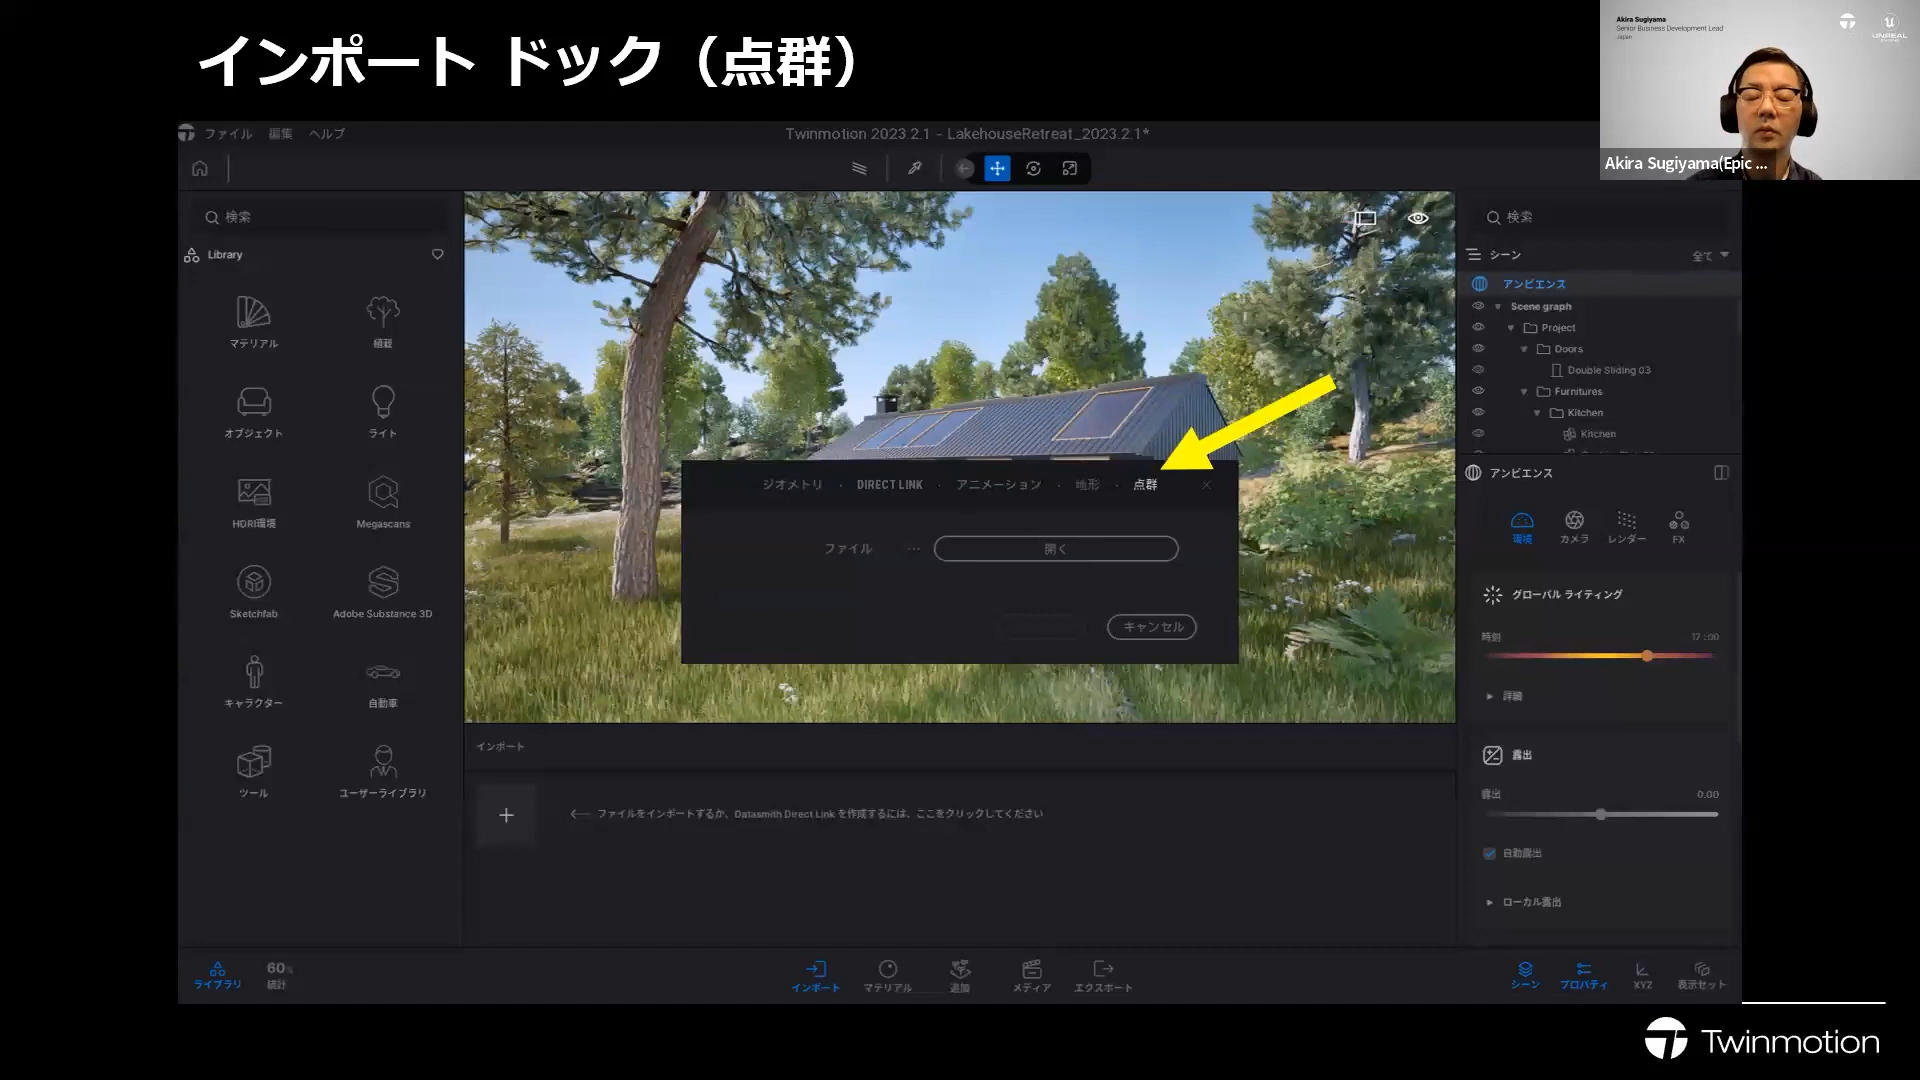 インポート ドック（点群）
Akira Sugiyama
Senior Business Development Lead
Japan
UNREAL
Akira Sugiyama(Epic ...
ファイル 編集 ヘルプ
Twinmotion 2023.2.1 - LakehouseRetreat_2023.2.1*
検索
Library
マテリアル
植栽
オブジェクト
ライト
HDRI環境
Megascans
Sketchfab
Adobe Substance 3D
キャラクター
自動車
ツール
ユーザーライブラリ
ジオメトリ ・ DIRECT LINK ・ アニメーション ・ 地形 ・ 点群
ファイル ... 開く
キャンセル
インポート
+
ファイルをインポートするか、Datasmith Direct Link を作成するには、ここをクリックしてください
検索
シーン 全て
アンビエンス
Scene graph
Project
Doors
Double Sliding 03
Furnitures
Kitchen
Kitchen
アンビエンス
環境
カメラ
レンダー
FX
グローバル ライティング
時刻 17:00
詳細
露出
露出 0.00
自動露出
ローカル露出
ライブラリ
60%
統計
インポート
マテリアル
追加
メディア
エクスポート
シーン
プロパティ
XYZ
表示セット
Twinmotion